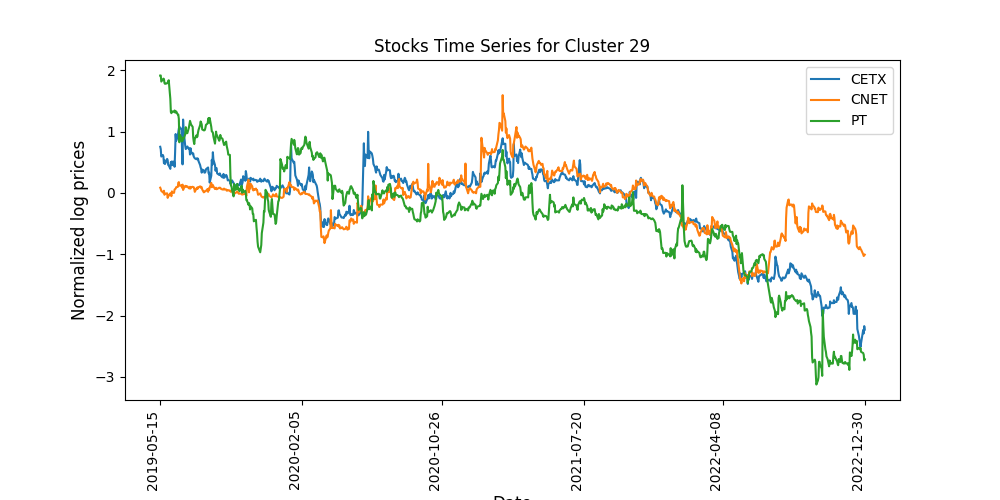 Stocks Time Series for Cluster 29
CETX
CNET
PT
Normalized log prices
2
1
0
−1
−2
−3
2019-05-15
2020-02-05
2020-10-26
2021-07-20
2022-04-08
2022-12-30
Date